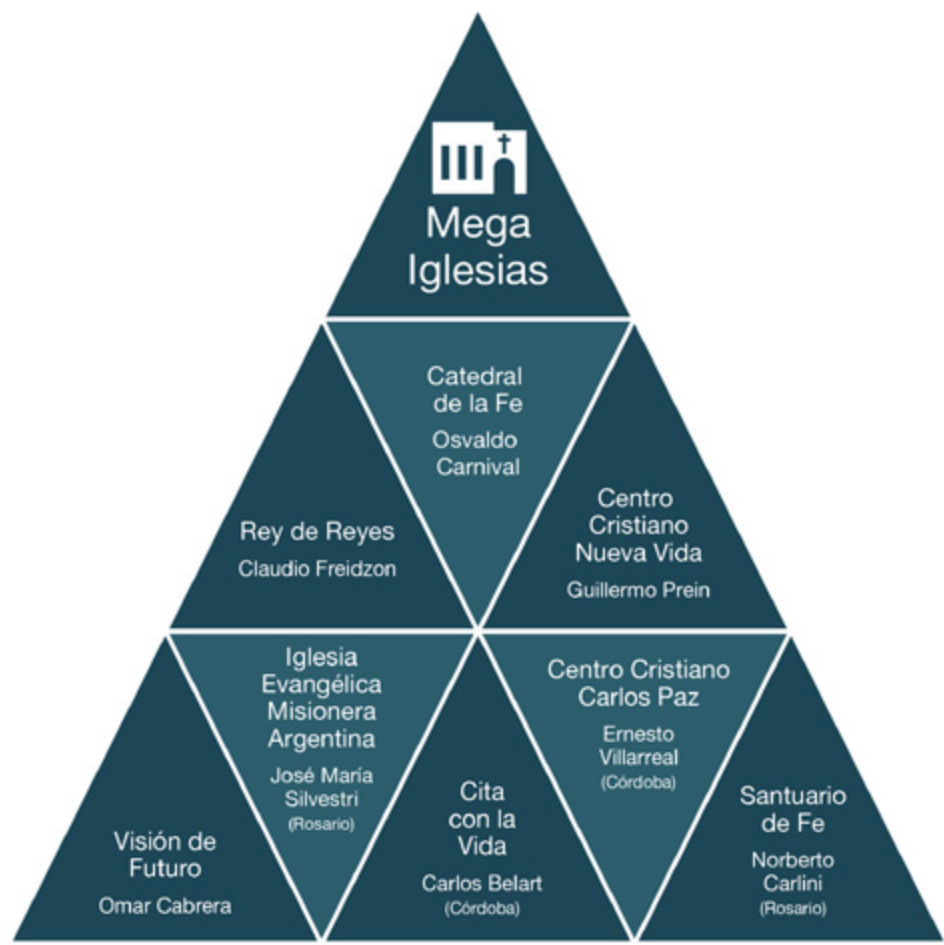 Mega
Iglesias
Catedral
de la Fe
Osvaldo
Carnival
Rey de Reyes
Claudio Freidzon
Centro
Cristiano
Nueva Vida
Guillermo Prein
Visión de
Futuro
Omar Cabrera
Iglesia
Evangélica
Misionera
Argentina
José María
Silvestri
(Rosario)
Cita
con la
Vida
Carlos Belart
(Córdoba)
Centro Cristiano
Carlos Paz
Ernesto
Villarreal
(Córdoba)
Santuario
de Fe
Norberto
Carlini
(Rosario)